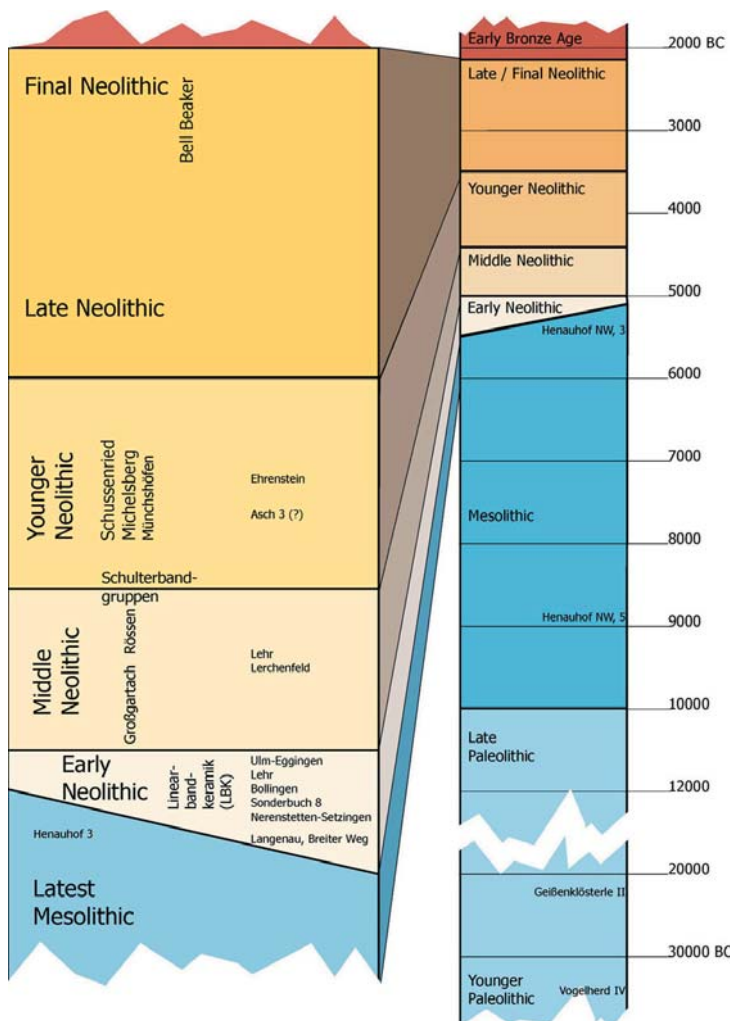 Final Neolithic
Bell Beaker
Late Neolithic
Younger
Neolithic
Schussenried
Michelsberg
Münchshöfen
Ehrenstein
Asch 3 (?)
Schulterband-
gruppen
Middle
Neolithic
Großgartach
Rössen
Lehr
Lerchenfeld
Early
Neolithic
Linear-
band-
keramik
(LBK)
Ulm-Eggingen
Lehr
Bollingen
Sonderbuch 8
Nerenstetten-Setzingen
Langenau, Breiter Weg
Henauhof 3
Latest
Mesolithic
Early Bronze Age
2000 BC
Late / Final Neolithic
3000
Younger Neolithic
4000
Middle Neolithic
5000
Early Neolithic
Henauhof NW, 3
6000
7000
Mesolithic
8000
Henauhof NW, 5
9000
10000
Late
Paleolithic
12000
20000
Geißenklösterle II
30000 BC
Younger
Paleolithic
Vogelherd IV